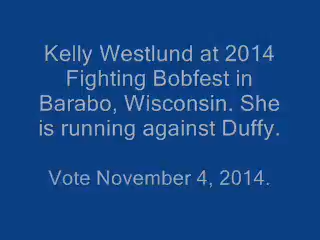 Kelly Westlund at 2014
Fighting Bobfest in
Barabo, Wisconsin. She
is running against Duffy.
Vote November 4, 2014.